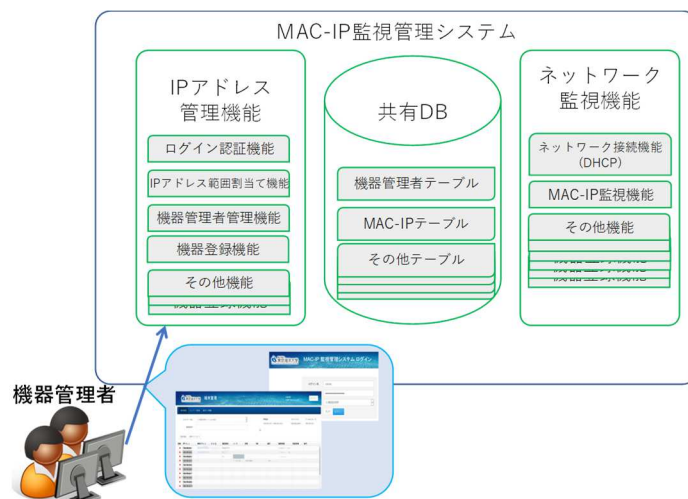 MAC-IP監視管理システム
IPアドレス
管理機能
ログイン認証機能
IPアドレス範囲割当て機能
機器管理者管理機能
機器登録機能
その他機能
共有DB
機器管理者テーブル
MAC-IPテーブル
その他テーブル
ネットワーク
監視機能
ネットワーク接続機能
(DHCP)
MAC-IP監視機能
その他機能
機器管理者
MAC-IP 監視管理システム ログイン